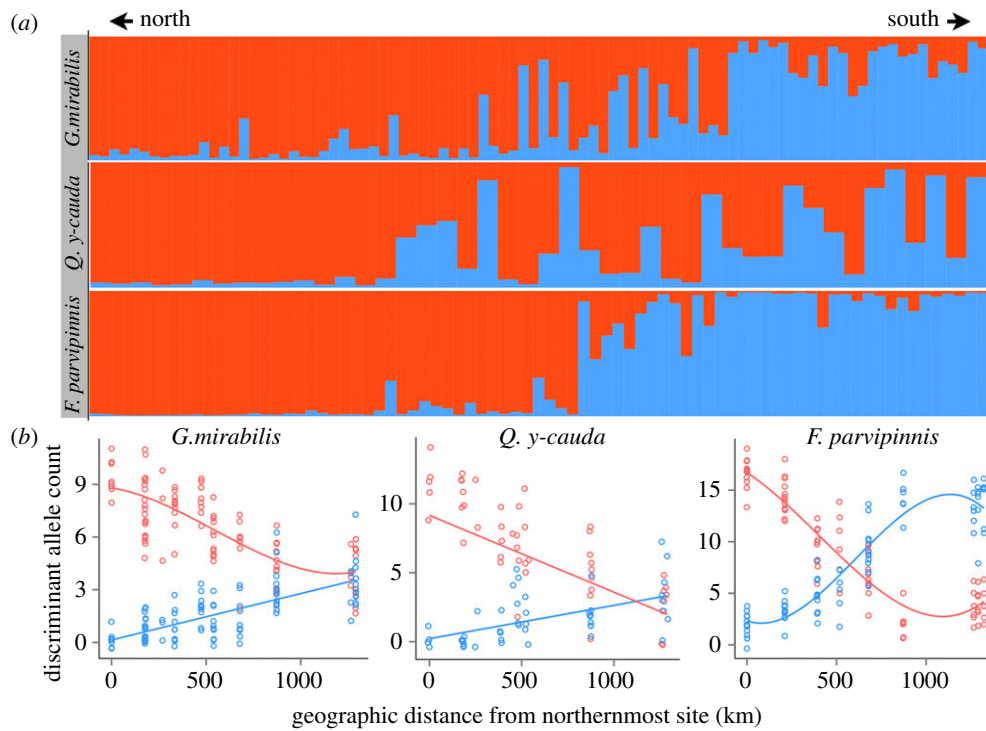 (a) north south
G.mirabilis
Q. y-cauda
F. parvipinnis
(b) G.mirabilis Q. y-cauda F. parvipinnis
discriminant allele count
9
6
3
0
10
5
0
15
10
5
0
0 500 1000 0 500 1000 0 500 1000
geographic distance from northernmost site (km)